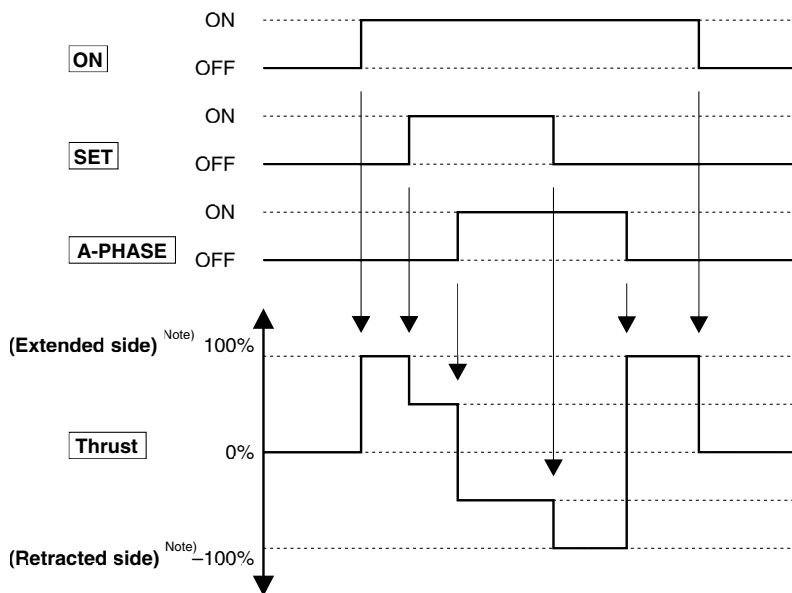 ON
ON
OFF
ON
SET
OFF
ON
A-PHASE
OFF
(Extended side) Note) 100%
Thrust
0%
(Retracted side) Note) –100%